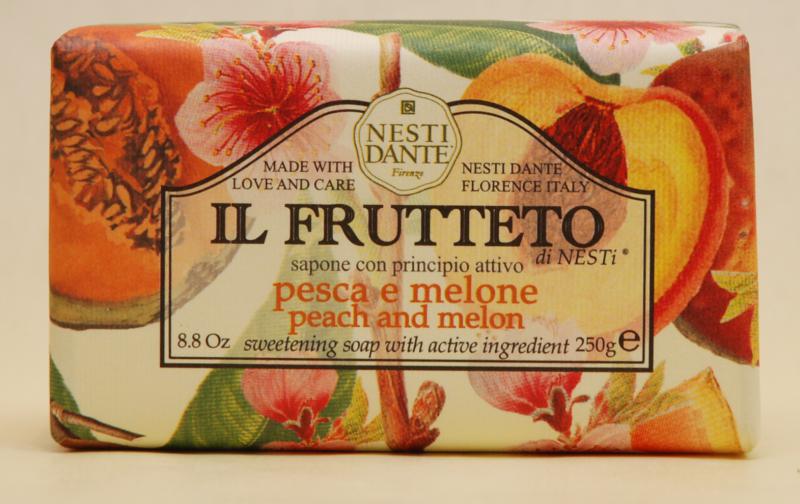 NESTI
DANTE
Firenze
MADE WITH
LOVE AND CARE
NESTI DANTE
FLORENCE ITALY
IL FRUTTETO
di NESTi ®
sapone con principio attivo
pesca e melone
peach and melon
8.8 Oz sweetening soap with active ingredient 250g e